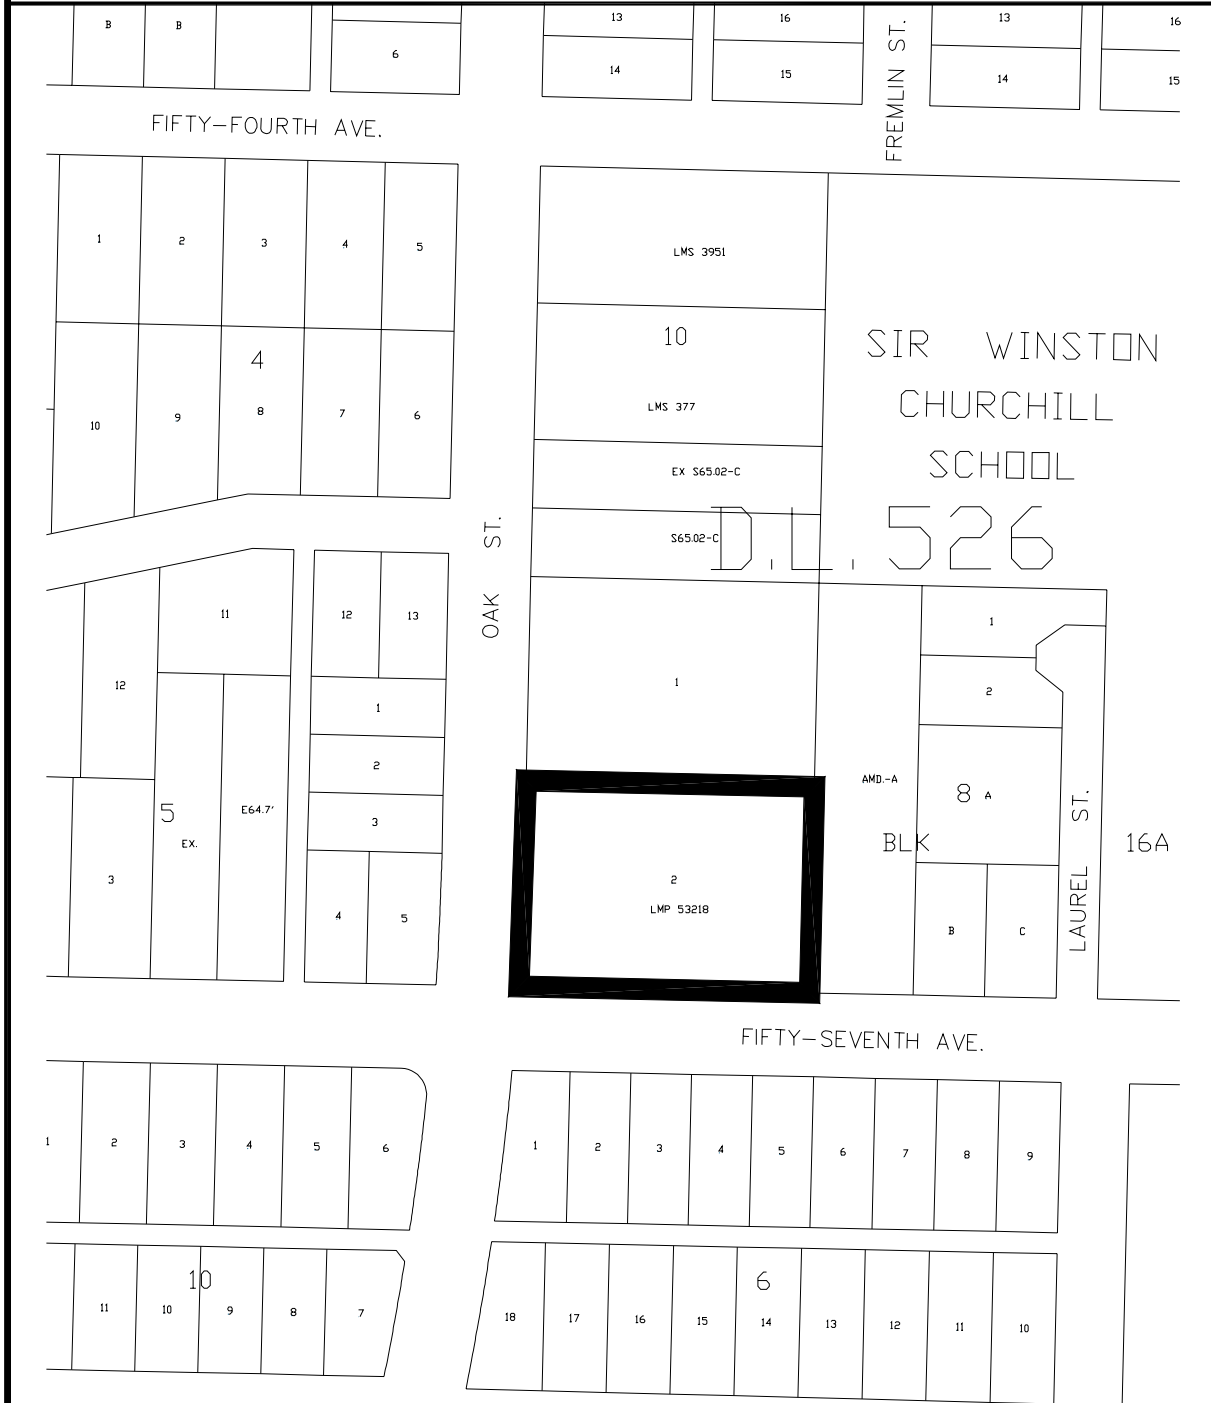 13
16
13
16
B
B
6
14
15
FREMLIN ST.
14
15
FIFTY-FOURTH AVE.
1
2
3
4
5
LMS 3951
10
SIR WINSTON
CHURCHILL
SCHOOL
4
10
9
8
7
6
LMS 377
EX S65.02-C
S65.02-C
D.L. 526
OAK ST.
11
12
13
12
1
2
3
4
5
5
EX.
E64.7'
3
1
1
2
AMD.-A
8
A
BLK
16A
LAUREL ST.
B
C
2
LMP 53218
FIFTY-SEVENTH AVE.
1
2
3
4
5
6
1
2
3
4
5
6
7
8
9
10
11
10
9
8
7
6
18
17
16
15
14
13
12
11
10